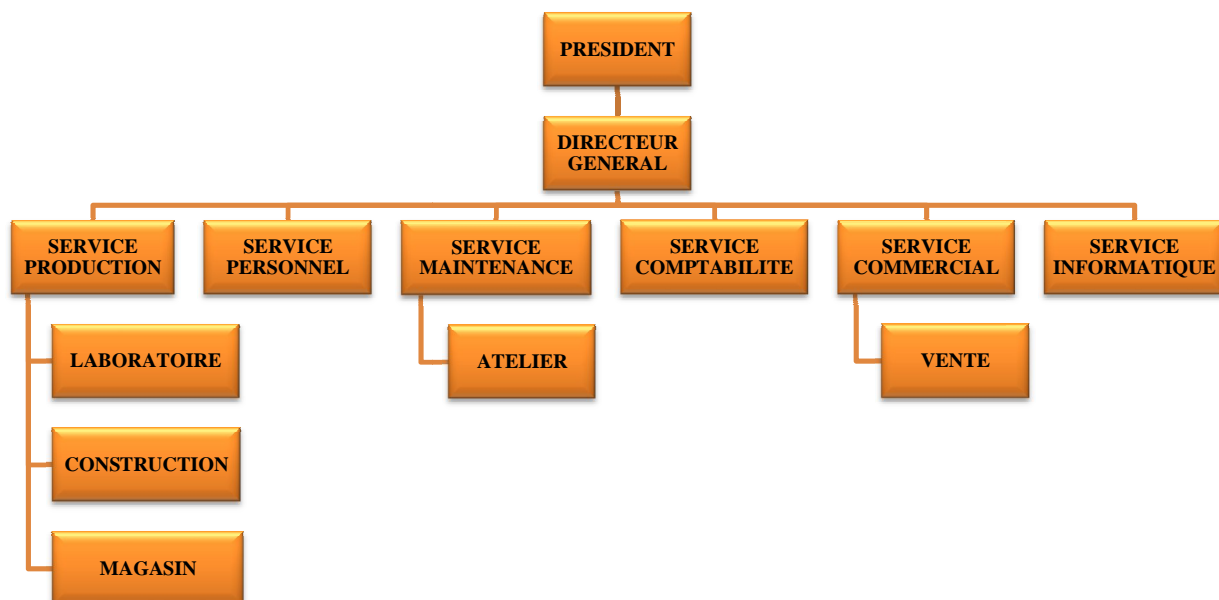 PRESIDENT
DIRECTEUR
GENERAL
SERVICE
PRODUCTION
SERVICE
PERSONNEL
SERVICE
MAINTENANCE
SERVICE
COMPTABILITE
SERVICE
COMMERCIAL
SERVICE
INFORMATIQUE
LABORATOIRE
ATELIER
VENTE
CONSTRUCTION
MAGASIN